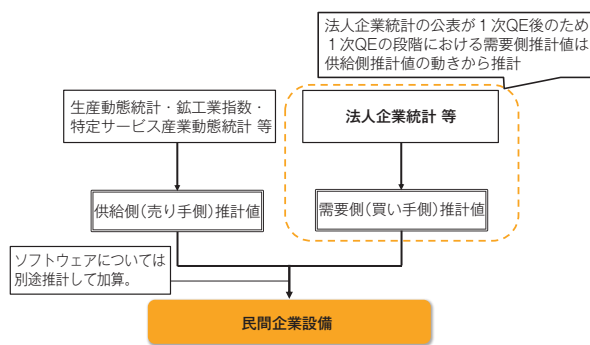 法人企業統計の公表が１次QE後のため
１次QEの段階における需要側推計値は
供給側推計値の動きから推計
生産動態統計・鉱工業指数・
特定サービス産業動態統計 等
法人企業統計 等
供給側（売り手側）推計値
需要側（買い手側）推計値
ソフトウェアについては
別途推計して加算。
民間企業設備